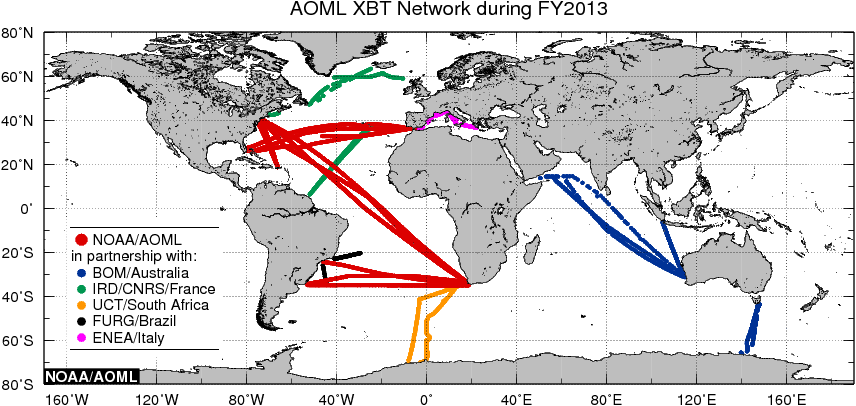 AOML XBT Network during FY2013
80˚N
60˚N
40˚N
20˚N
0˚
20˚S
40˚S
60˚S
80˚S
NOAA/AOML
in partnership with:
BOM/Australia
IRD/CNRS/France
UCT/South Africa
FURG/Brazil
ENEA/Italy
NOAA/AOML
160˚W 120˚W 80˚W 40˚W 0˚ 40˚E 80˚E 120˚E 160˚E